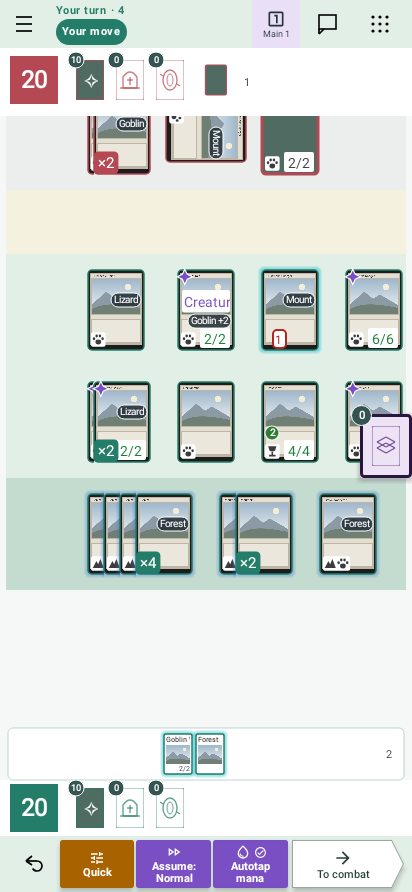 Your turn · 4
Your move
1
Main 1
20
10
0
0
1
Goblin
×2
Mount
2/2
Lizard
Creatur
Goblin +2
2/2
Mount
1
6/6
Lizard
×2
2/2
2
4/4
0
Forest
×4
×2
Forest
Goblin
2/2
Forest
2
20
10
0
0
Quick
Assume:
Normal
Autotap
mana
To combat